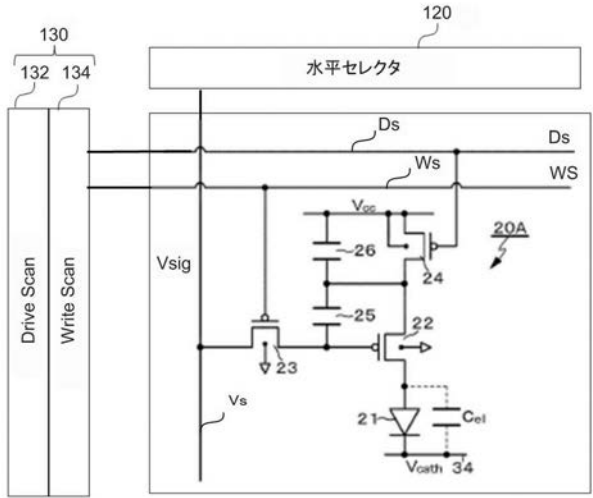 130
120
132
134
水平セレクタ
Ds
Ds
Ws
WS
Vcc
20A
Vsig
26
24
25
22
23
Drive Scan
Write Scan
Vs
21
Cel
Vcath
34